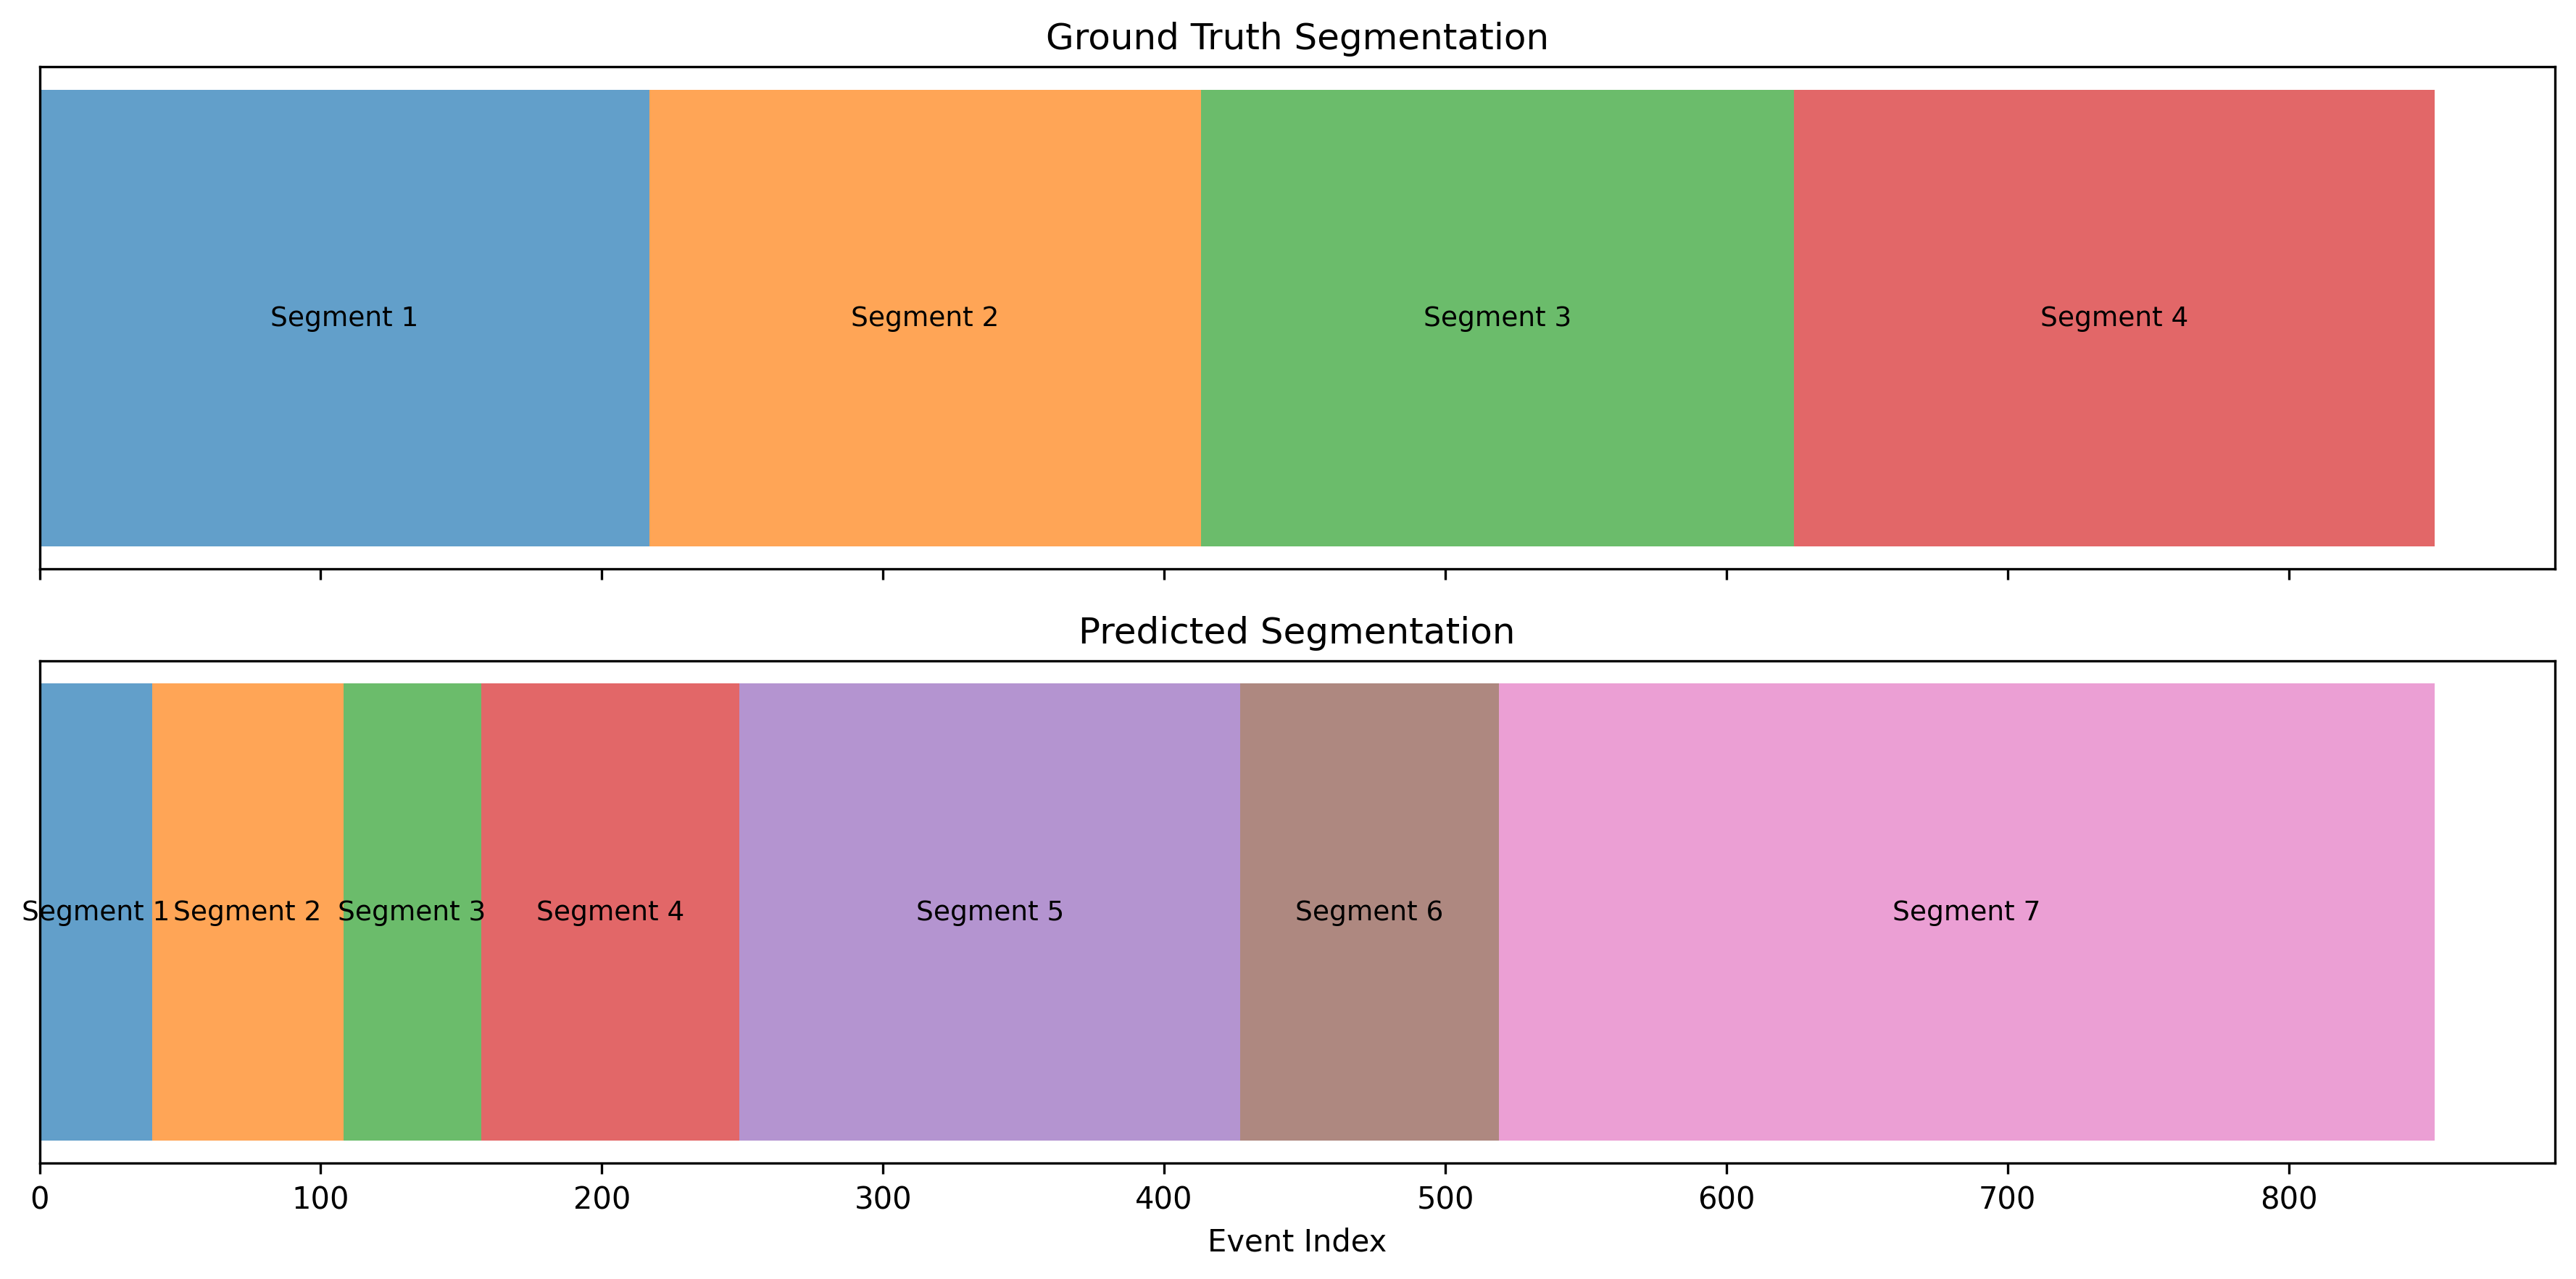 Ground Truth Segmentation
Segment 1 Segment 2 Segment 3 Segment 4
Predicted Segmentation
Segment 1 Segment 2 Segment 3 Segment 4 Segment 5 Segment 6 Segment 7
0 100 200 300 400 500 600 700 800
Event Index